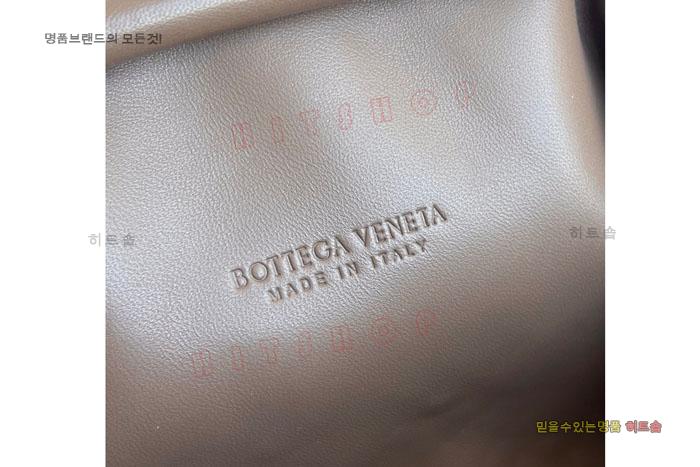 명품브랜드의 모든것!
HITSHOP
히트숍
히트숍
BOTTEGA VENETA
MADE IN ITALY
HITSHOP
믿을수있는명품 히트숍